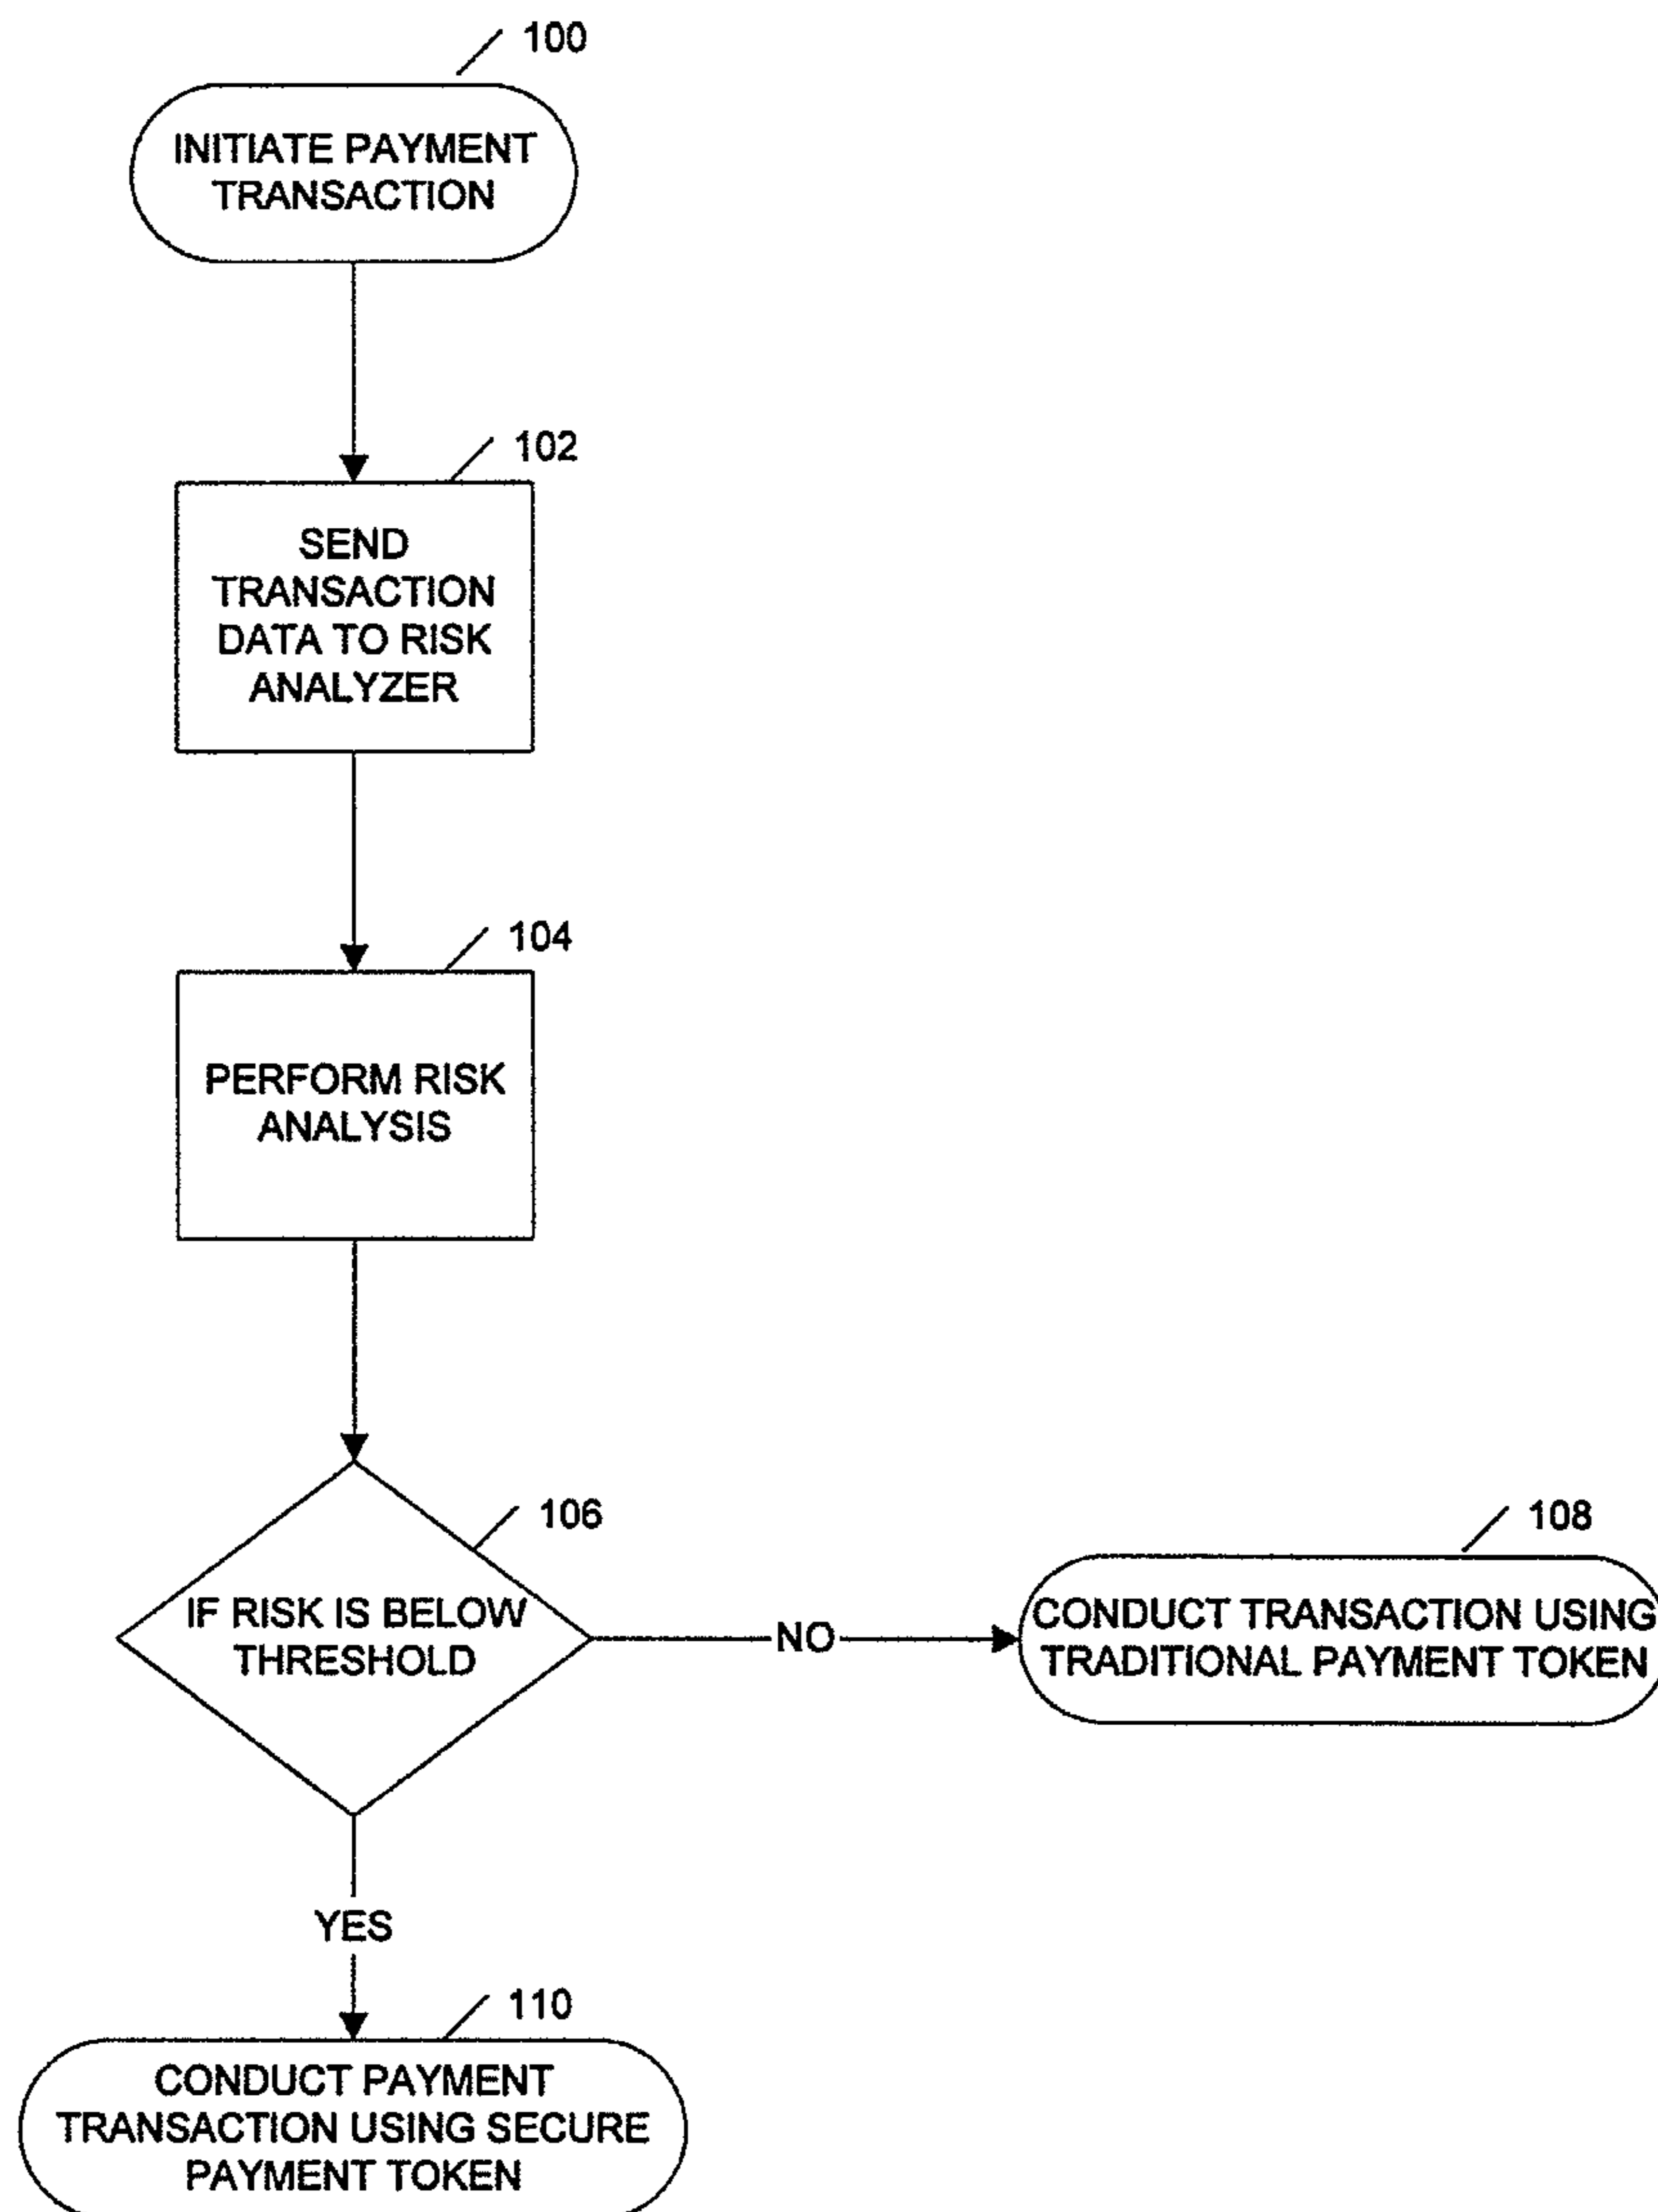 100
INITIATE PAYMENT
TRANSACTION
102
SEND
TRANSACTION
DATA TO RISK
ANALYZER
104
PERFORM RISK
ANALYSIS
106
IF RISK IS BELOW
THRESHOLD
NO
108
CONDUCT TRANSACTION USING
TRADITIONAL PAYMENT TOKEN
YES
110
CONDUCT PAYMENT
TRANSACTION USING SECURE
PAYMENT TOKEN